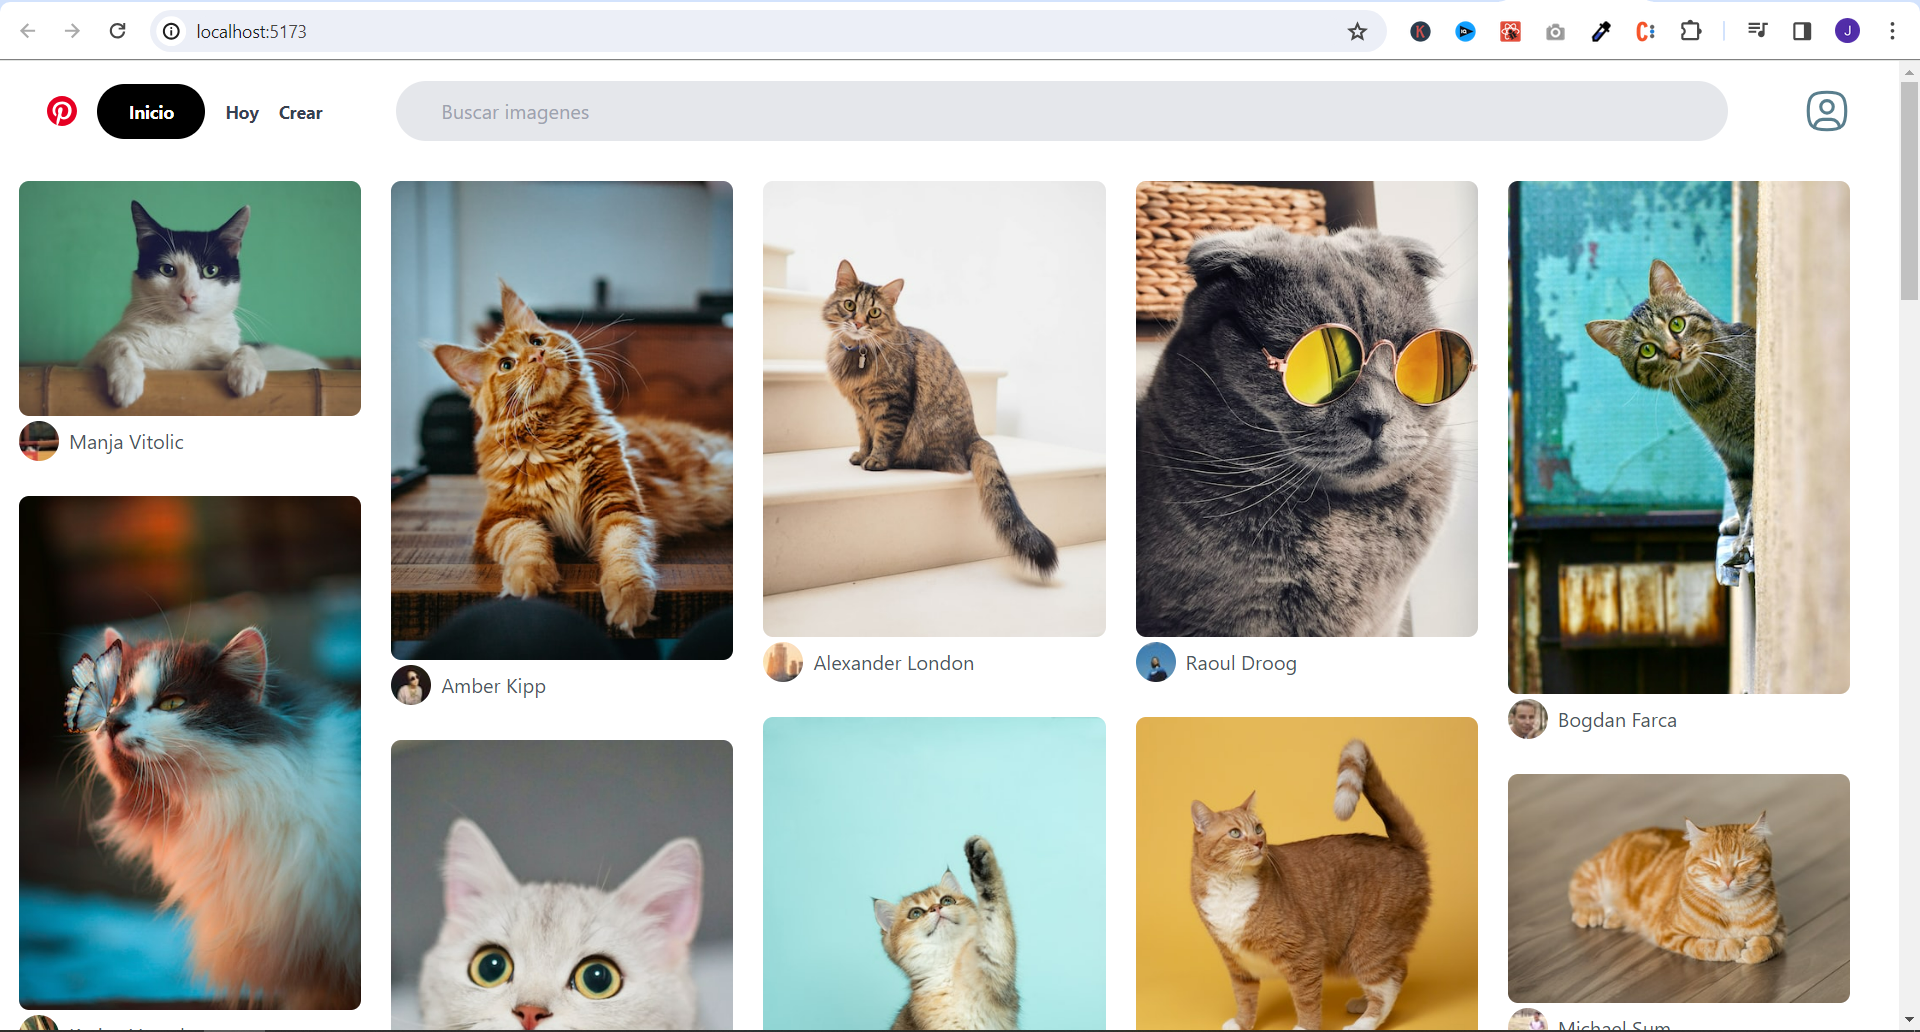 localhost:5173
Inicio
Hoy
Crear
Buscar imagenes
J
Manja Vitolic
Amber Kipp
Alexander London
Raoul Droog
Bogdan Farca
Michael Sum